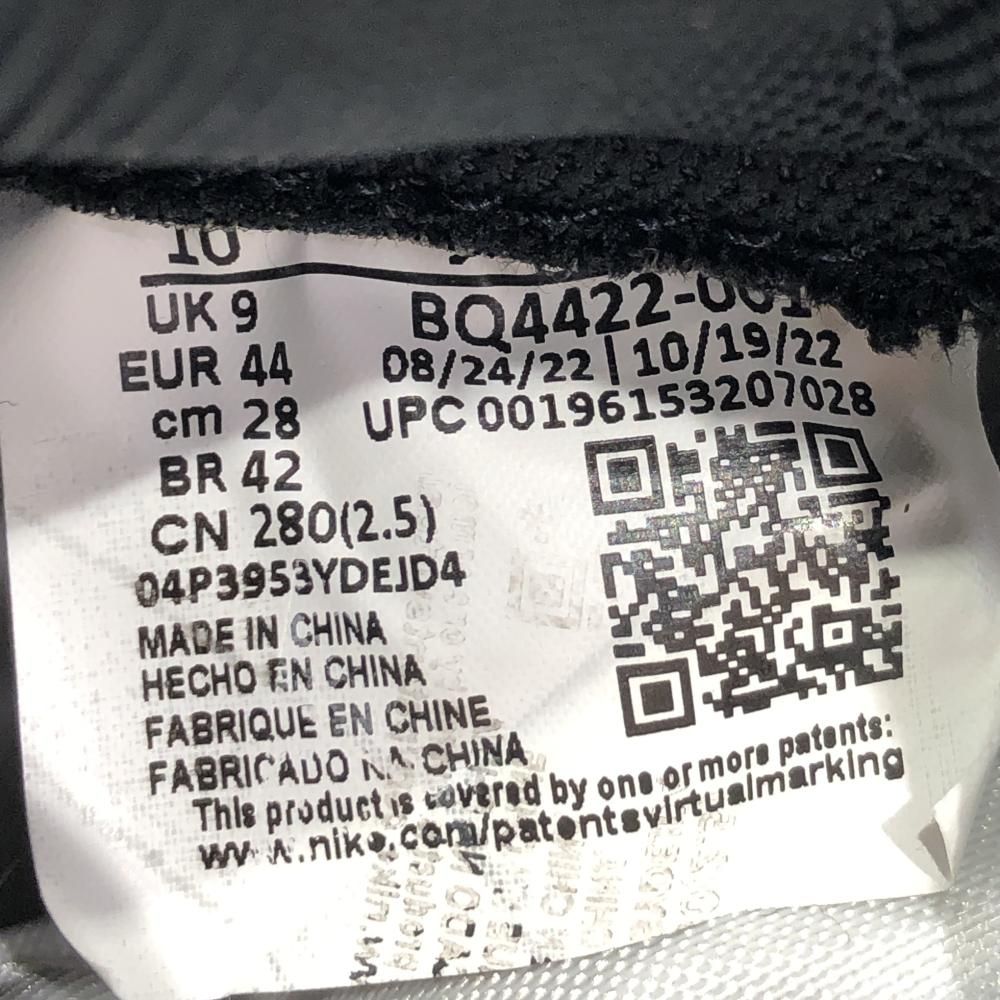 10
UK 9
EUR 44
cm 28
BR 42
CN 280(2.5)
04P3953YDEJD4
MADE IN CHINA
HECHO EN CHINA
FABRIQUE EN CHINE
FABRICADO NA CHINA
BQ4422-001
08/24/22 | 10/19/22
UPC 00196153207028
This product is covered by one or more patents:
www.nike.com/patentsvirtualmarking